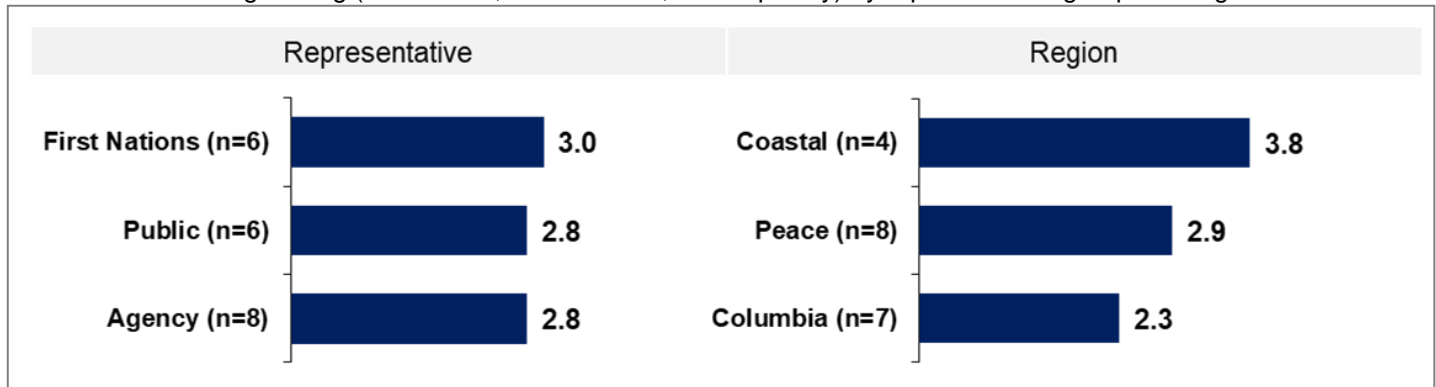 Representative
Region
First Nations (n=6) 3.0
Public (n=6) 2.8
Agency (n=8) 2.8
Coastal (n=4) 3.8
Peace (n=8) 2.9
Columbia (n=7) 2.3